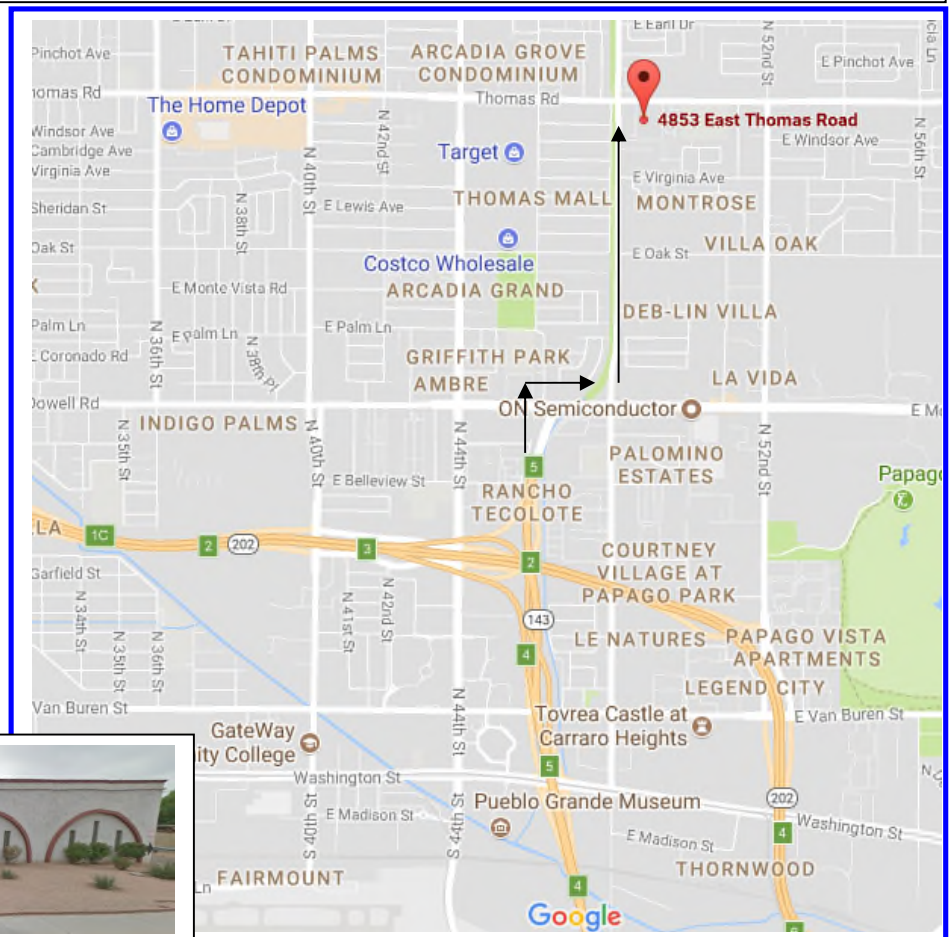 E Earll Dr
Pinchot Ave
TAHITI PALMS
CONDOMINIUM
ARCADIA GROVE
CONDOMINIUM
N 52nd St
E Pinchot Ave
Thomas Rd
The Home Depot
4853 East Thomas Road
Windsor Ave
Cambridge Ave
Virginia Ave
N 42nd St
N 40th St
Target
E Windsor Ave
N 56th St
E Virginia Ave
Sheridan St
N 38th St
E Lewis Ave
THOMAS MALL
MONTROSE
Oak St
Costco Wholesale
E Oak St
VILLA OAK
E Monte Vista Rd
ARCADIA GRAND
DEB-LIN VILLA
Palm Ln
E Palm Ln
E Palm Ln
E Coronado Rd
N 36th St
N 38th Pl
GRIFFITH PARK
AMBRE
LA VIDA
Dowell Rd
ON Semiconductor
INDIGO PALMS
N 35th St
N 40th St
N 44th St
N 52nd St
PALOMINO
ESTATES
5
E Belleview St
RANCHO
TECOLOTE
Papago
LA
1C
2
202
3
2
COURTNEY
VILLAGE AT
PAPAGO PARK
Garfield St
N 34th St
N 35th St
N 36th St
N 41st St
N 42nd St
143
4
LE NATURES
PAPAGO VISTA
APARTMENTS
LEGEND CITY
Van Buren St
N 44th St
E Van Buren St
GateWay
ity College
Tovrea Castle at
Carraro Heights
5
Washington St
202
E Madison St
S 40th St
S 44th St
Pueblo Grande Museum
4
Washington St
E Madison St
THORNWOOD
Ln
FAIRMOUNT
4
Google